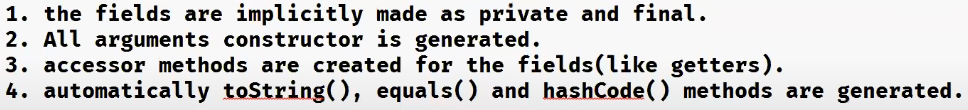 1. the fields are implicitly made as private and final.
2. All arguments constructor is generated.
3. accessor methods are created for the fields(like getters).
4. automatically toString(), equals() and hashCode() methods are generated.